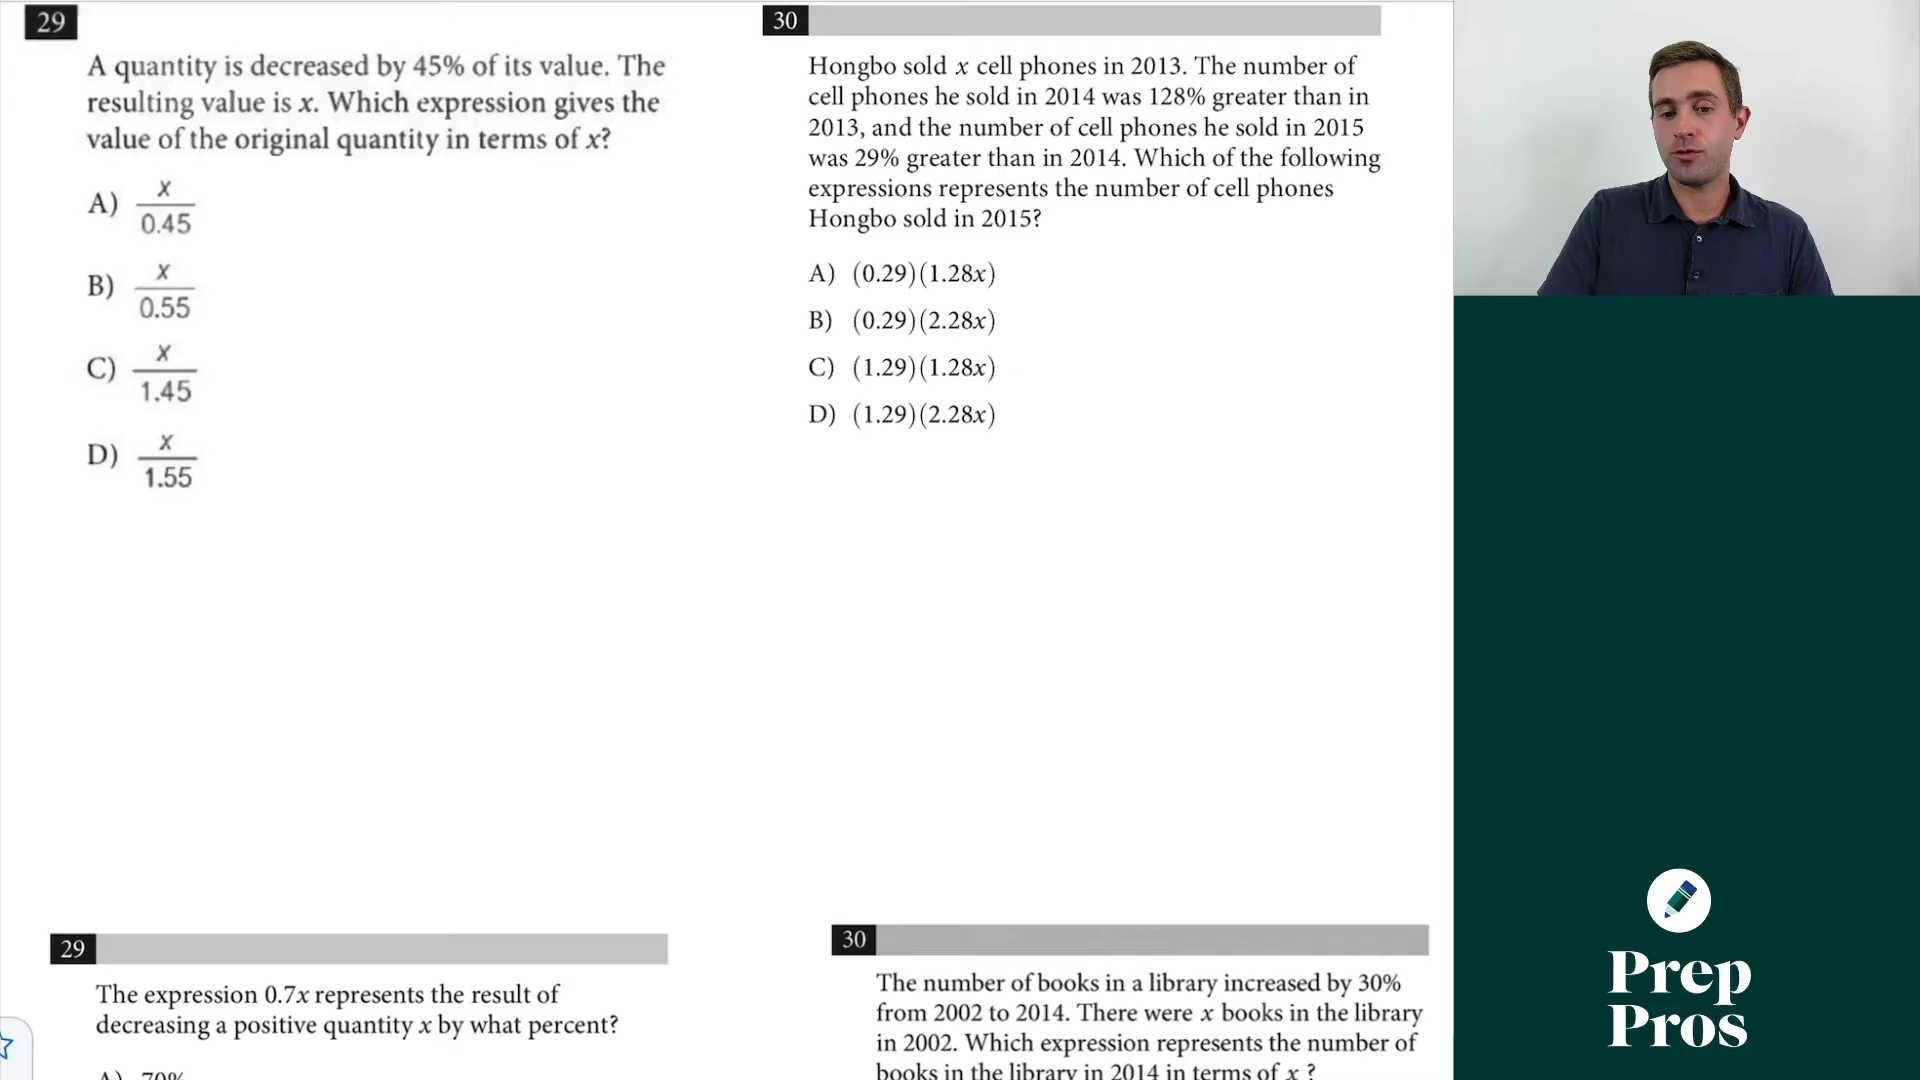 29
A quantity is decreased by 45% of its value. The
resulting value is x. Which expression gives the
value of the original quantity in terms of x?
A) x/0.45
B) x/0.55
C) x/1.45
D) x/1.55
30
Hongbo sold x cell phones in 2013. The number of
cell phones he sold in 2014 was 128% greater than in
2013, and the number of cell phones he sold in 2015
was 29% greater than in 2014. Which of the following
expressions represents the number of cell phones
Hongbo sold in 2015?
A) (0.29)(1.28x)
B) (0.29)(2.28x)
C) (1.29)(1.28x)
D) (1.29)(2.28x)
29
The expression 0.7x represents the result of
decreasing a positive quantity x by what percent?
A) 70%
30
The number of books in a library increased by 30%
from 2002 to 2014. There were x books in the library
in 2002. Which expression represents the number of
books in the library in 2014 in terms of x ?
Prep
Pros